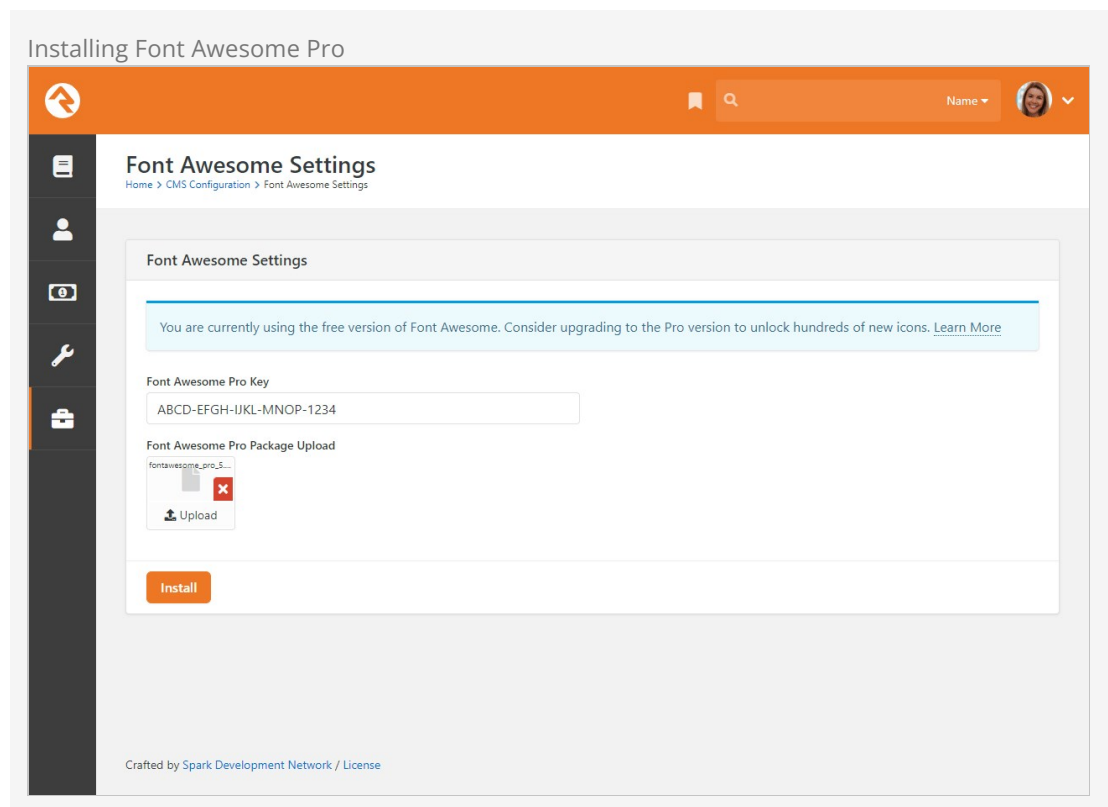 Installing Font Awesome Pro
Name
Font Awesome Settings
Home > CMS Configuration > Font Awesome Settings
Font Awesome Settings
You are currently using the free version of Font Awesome. Consider upgrading to the Pro version to unlock hundreds of new icons. Learn More
Font Awesome Pro Key
ABCD-EFGH-IJKL-MNOP-1234
Font Awesome Pro Package Upload
fontawesome_pro_5....
Upload
Install
Crafted by Spark Development Network / License